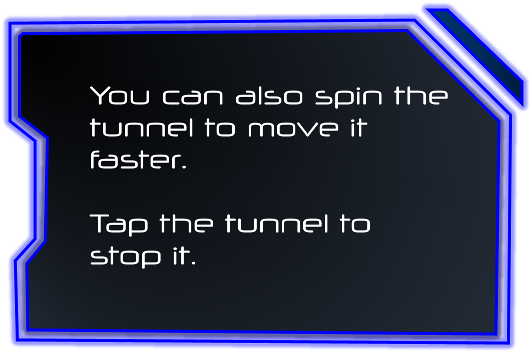 You can also spin the
tunnel to move it
faster.
Tap the tunnel to
stop it.